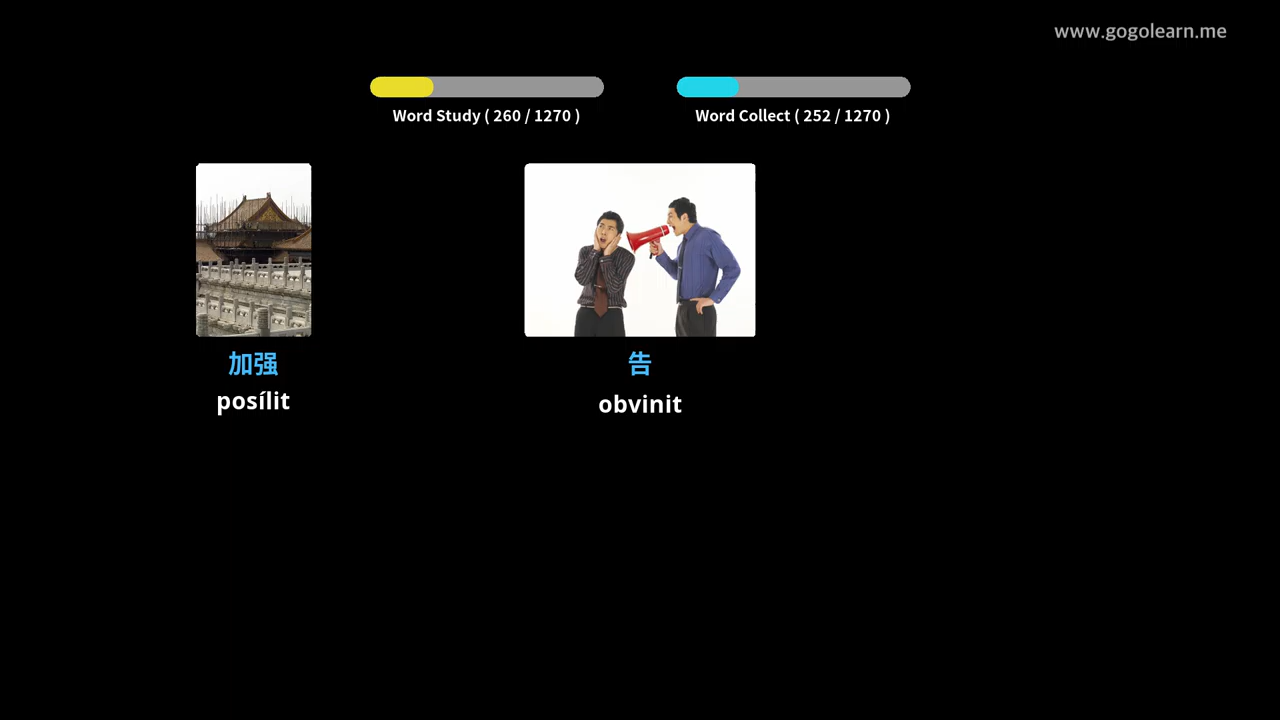 www.gogolearn.me
Word Study ( 260 / 1270 )
Word Collect ( 252 / 1270 )
加强
posílit
告
obvinit